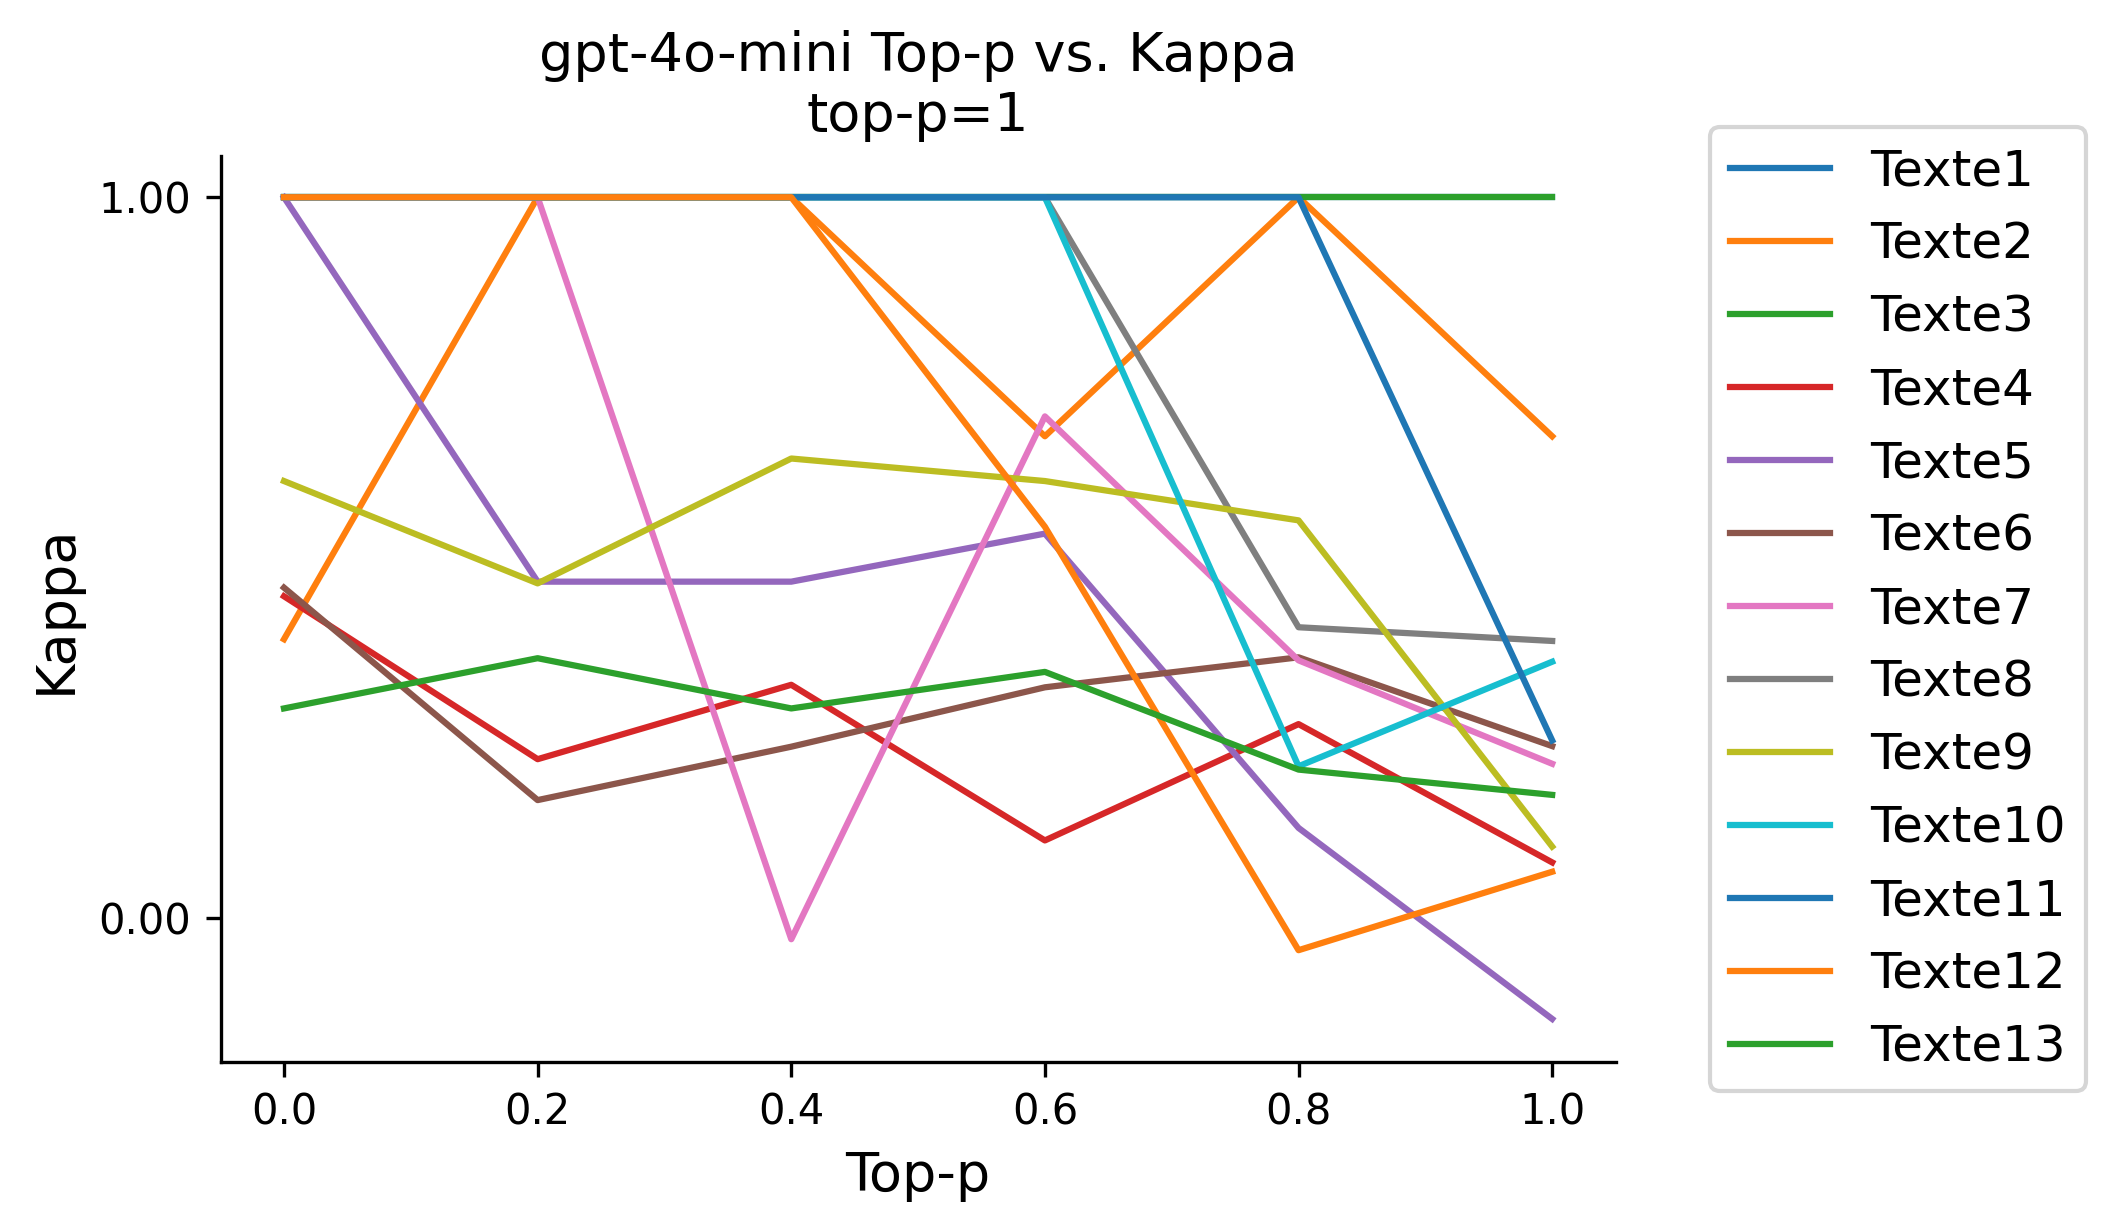 gpt-4o-mini Top-p vs. Kappa
top-p=1
Kappa
1.00
0.00
0.0 0.2 0.4 0.6 0.8 1.0
Top-p
Texte1
Texte2
Texte3
Texte4
Texte5
Texte6
Texte7
Texte8
Texte9
Texte10
Texte11
Texte12
Texte13